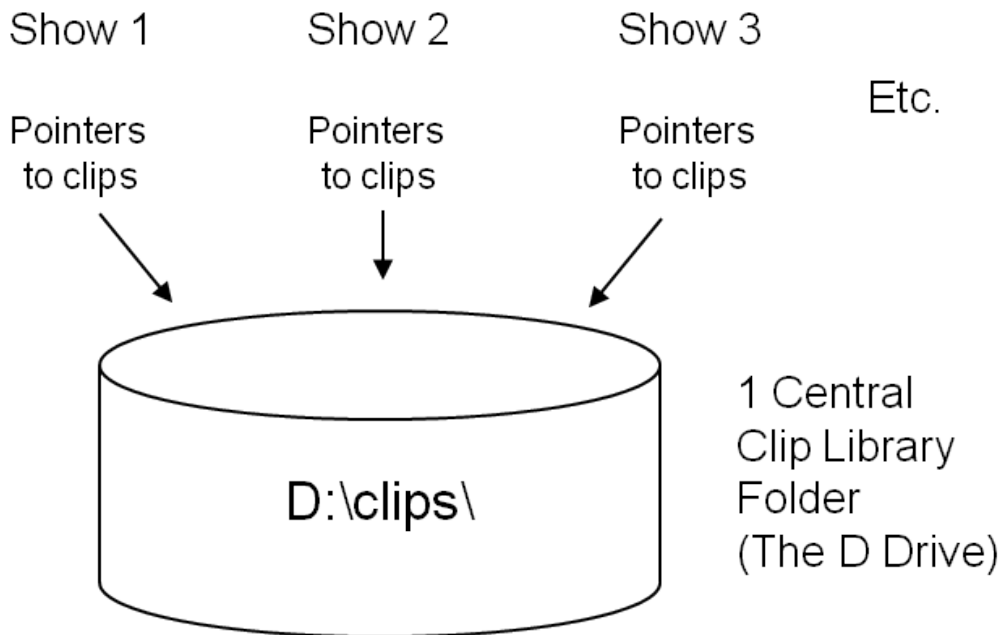 Show 1
Show 2
Show 3
Etc.
Pointers
to clips
Pointers
to clips
Pointers
to clips
D:\clips\
1 Central
Clip Library
Folder
(The D Drive)